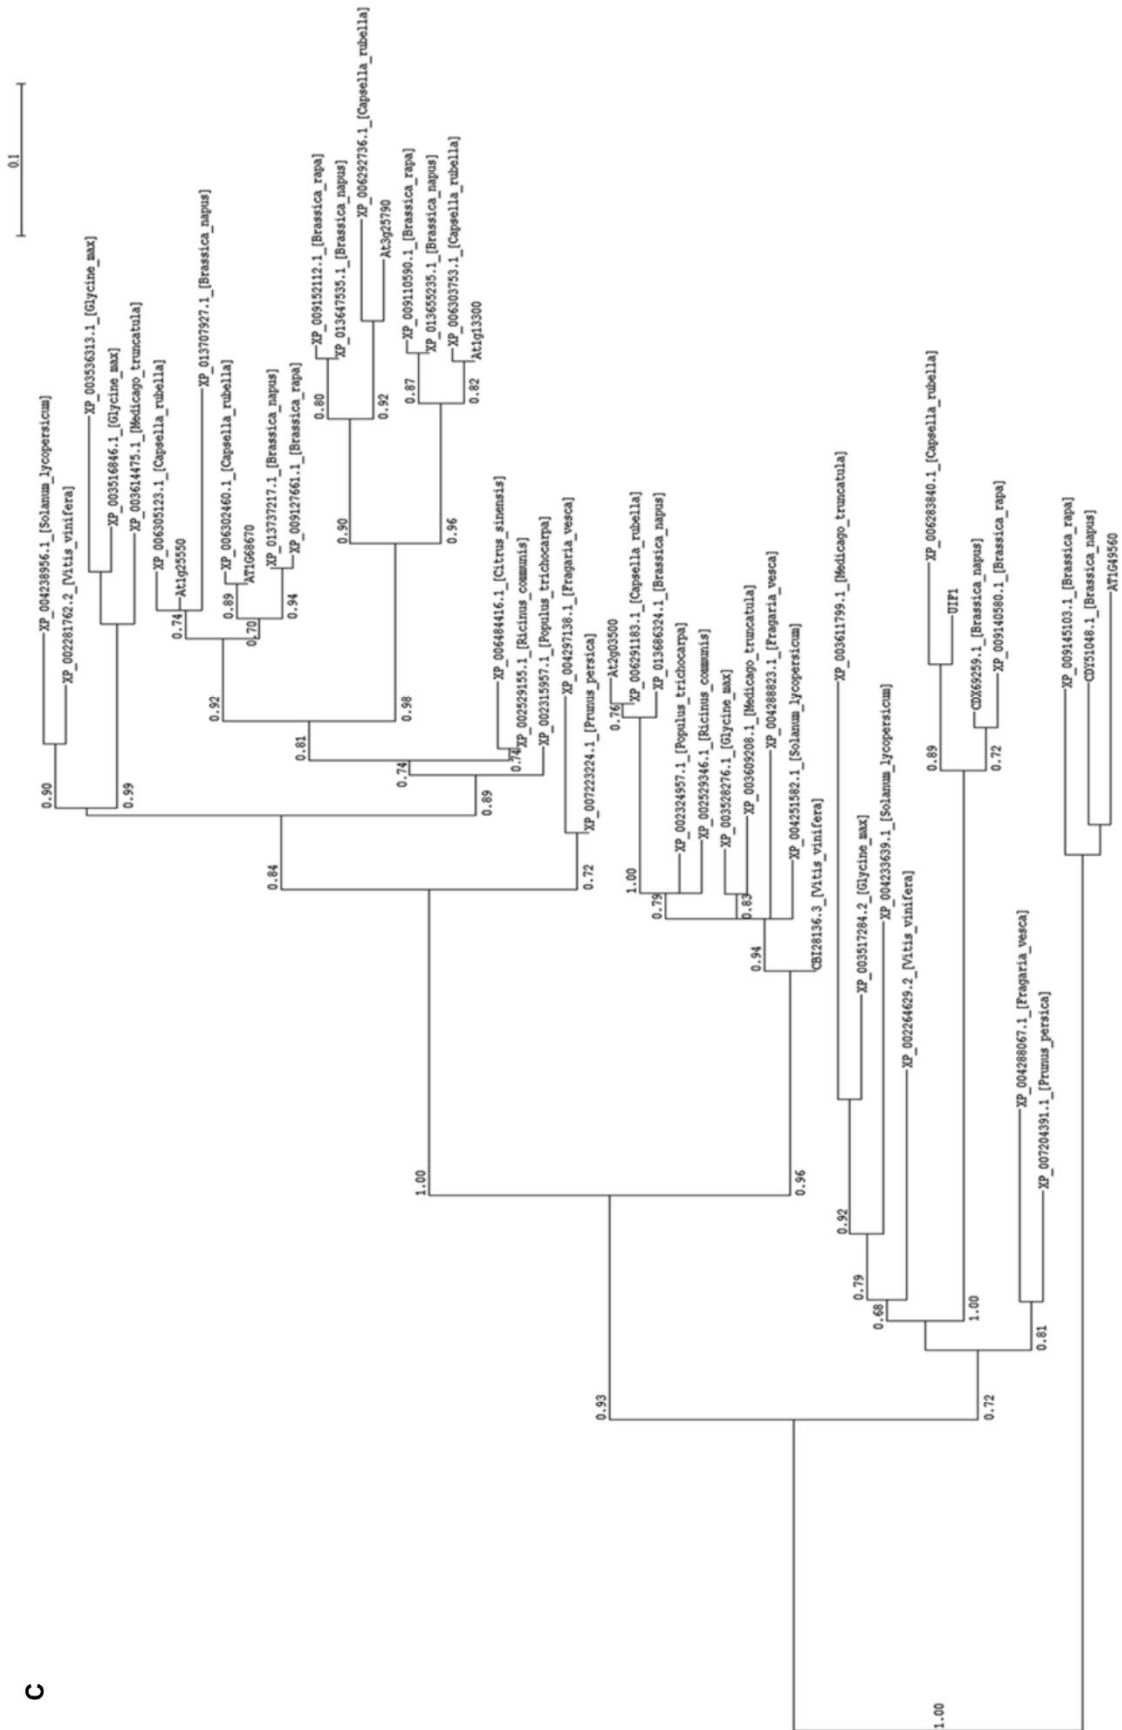 C
0.1
XP_004238956.1_[Solanum_lycopersicum]
XP_002281762.2_[Vitis_vinifera]
0.90
XP_003536313.1_[Glycine_max]
XP_003516846.1_[Glycine_max]
XP_003614475.1_[Medicago_truncatula]
0.99
XP_006305123.1_[Capsella_rubella]
At1g25550
0.74
XP_013707927.1_[Brassica_napus]
XP_006302460.1_[Capsella_rubella]
0.89
AT1G68670
0.70
XP_013737217.1_[Brassica_napus]
XP_009127661.1_[Brassica_rapa]
0.94
0.92
0.81
XP_009152112.1_[Brassica_rapa]
0.80
XP_013647535.1_[Brassica_napus]
XP_006292736.1_[Capsella_rubella]
At3g25790
0.92
0.90
XP_009110590.1_[Brassica_rapa]
0.87
XP_013655235.1_[Brassica_napus]
XP_006303753.1_[Capsella_rubella]
At1g13300
0.82
0.96
0.98
0.74
XP_006484416.1_[Citrus_sinensis]
XP_002529155.1_[Ricinus_communis]
0.74
XP_002315957.1_[Populus_trichocarpa]
0.89
0.84
XP_004297138.1_[Fragaria_vesca]
XP_007223224.1_[Prunus_persica]
0.72
1.00
At2g03500
0.76
XP_006291183.1_[Capsella_rubella]
XP_013686324.1_[Brassica_napus]
1.00
0.79
XP_002324957.1_[Populus_trichocarpa]
XP_002529346.1_[Ricinus_communis]
XP_003528276.1_[Glycine_max]
XP_003609208.1_[Medicago_truncatula]
0.83
XP_004288823.1_[Fragaria_vesca]
0.94
XP_004251582.1_[Solanum_lycopersicum]
CBI28136.3_[Vitis_vinifera]
0.96
0.93
XP_003611799.1_[Medicago_truncatula]
XP_003517284.2_[Glycine_max]
0.92
XP_004233639.1_[Solanum_lycopersicum]
0.79
XP_002264629.2_[Vitis_vinifera]
0.68
XP_006283840.1_[Capsella_rubella]
UIF1
0.89
CDX69259.1_[Brassica_napus]
XP_009140580.1_[Brassica_rapa]
0.72
1.00
XP_004288067.1_[Fragaria_vesca]
XP_007204391.1_[Prunus_persica]
0.81
0.72
XP_009145103.1_[Brassica_rapa]
CDY51048.1_[Brassica_napus]
AT1G49560
1.00